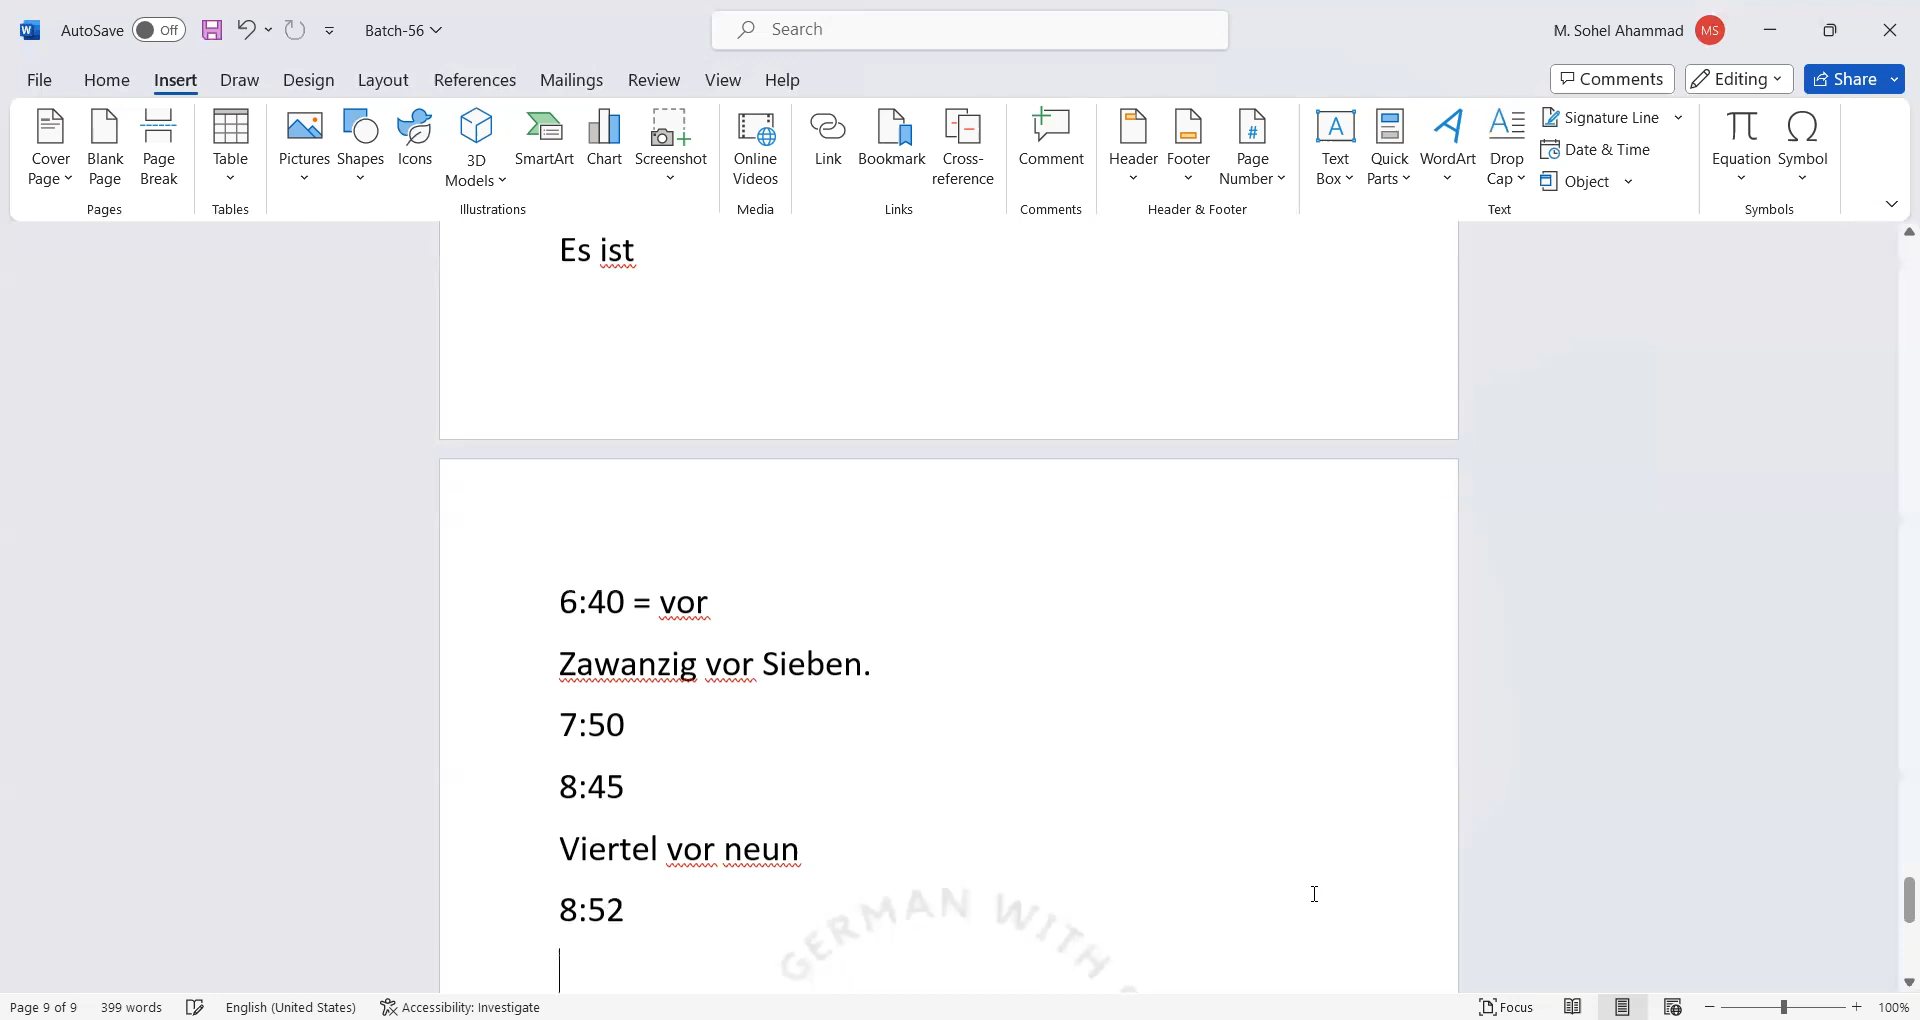 AutoSave Off Batch-56 Search M. Sohel Ahammad MS
File Home Insert Draw Design Layout References Mailings Review View Help Comments Editing Share
Cover Page Blank Page Page Break Table Pictures Shapes Icons 3D Models SmartArt Chart Screenshot Online Videos Link Bookmark Cross-reference Comment Header Footer Page Number Text Box Quick Parts WordArt Drop Cap Signature Line Date & Time Object Equation Symbol
Pages Tables Illustrations Media Links Comments Header & Footer Text Symbols
Es ist
6:40 = vor
Zawanzig vor Sieben.
7:50
8:45
Viertel vor neun
8:52
GERMAN WITH
Page 9 of 9 399 words English (United States) Accessibility: Investigate Focus 100%